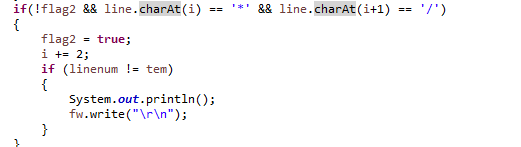 if(!flag2 && line.charAt(i) == '*' && line.charAt(i+1) == '/')
{
flag2 = true;
i += 2;
if (linenum != tem)
{
System.out.println();
fw.write("\r\n");
}
}